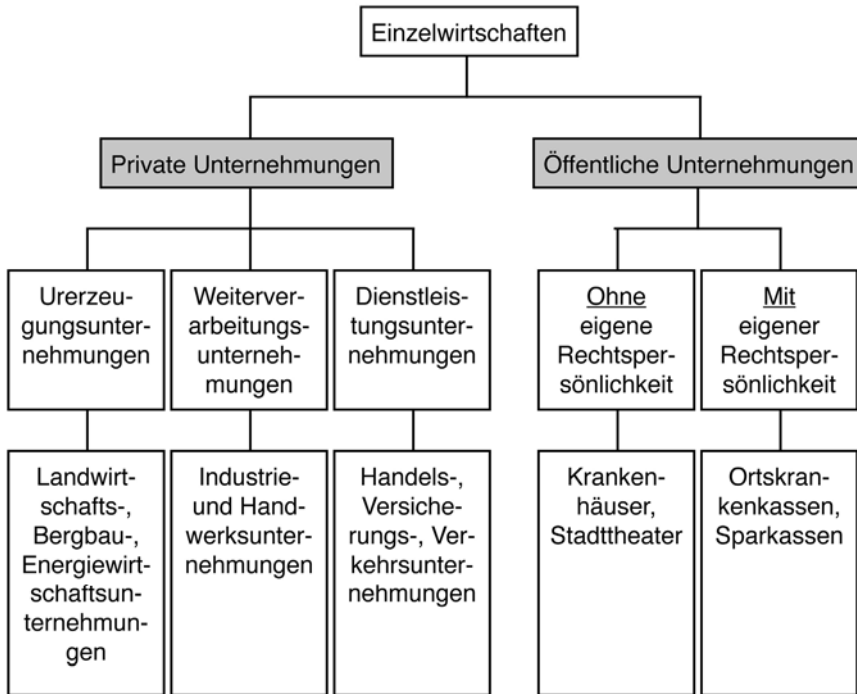 Einzelwirtschaften
Private Unternehmungen
Öffentliche Unternehmungen
Urerzeu-
gungsunter-
nehmungen
Weiterver-
arbeitungs-
unterneh-
mungen
Dienstleis-
tungsunter-
nehmungen
Ohne
eigene
Rechtsper-
sönlichkeit
Mit
eigener
Rechtsper-
sönlichkeit
Landwirt-
schafts-,
Bergbau-,
Energiewirt-
schaftsun-
ternehmun-
gen
Industrie-
und Hand-
werksunter-
nehmungen
Handels-,
Versiche-
rungs-, Ver-
kehrsunter-
nehmungen
Kranken-
häuser,
Stadttheater
Ortskran-
kenkassen,
Sparkassen